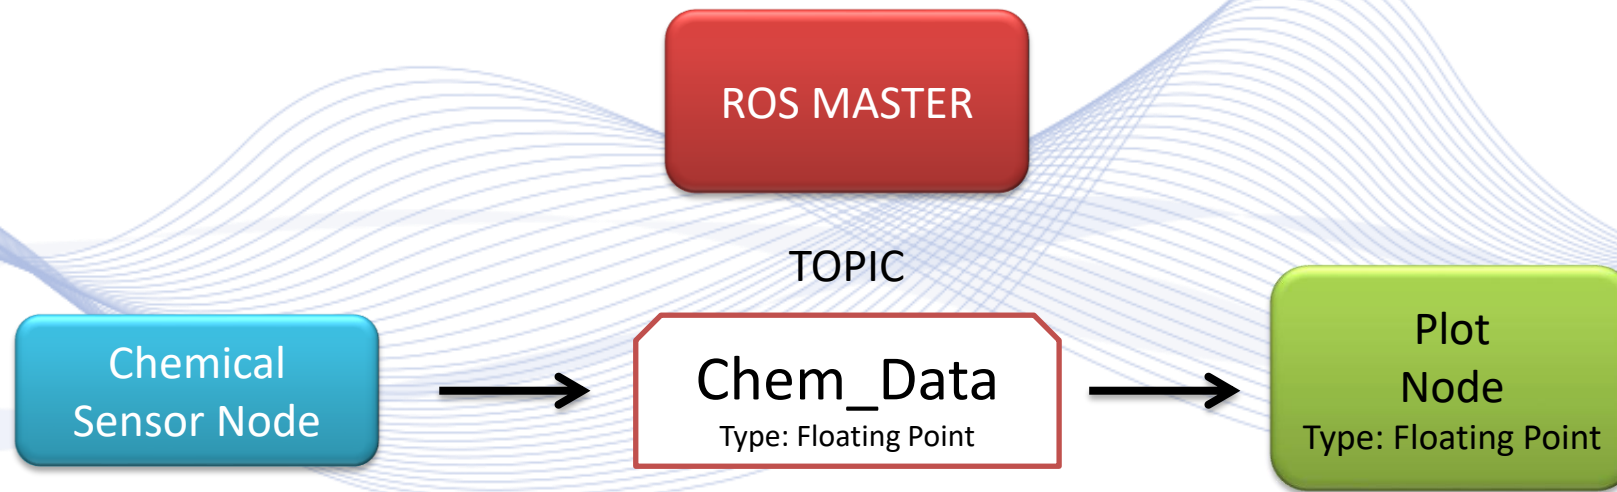 ROS MASTER
TOPIC
Chemical
Sensor Node
Chem_Data
Type: Floating Point
Plot
Node
Type: Floating Point